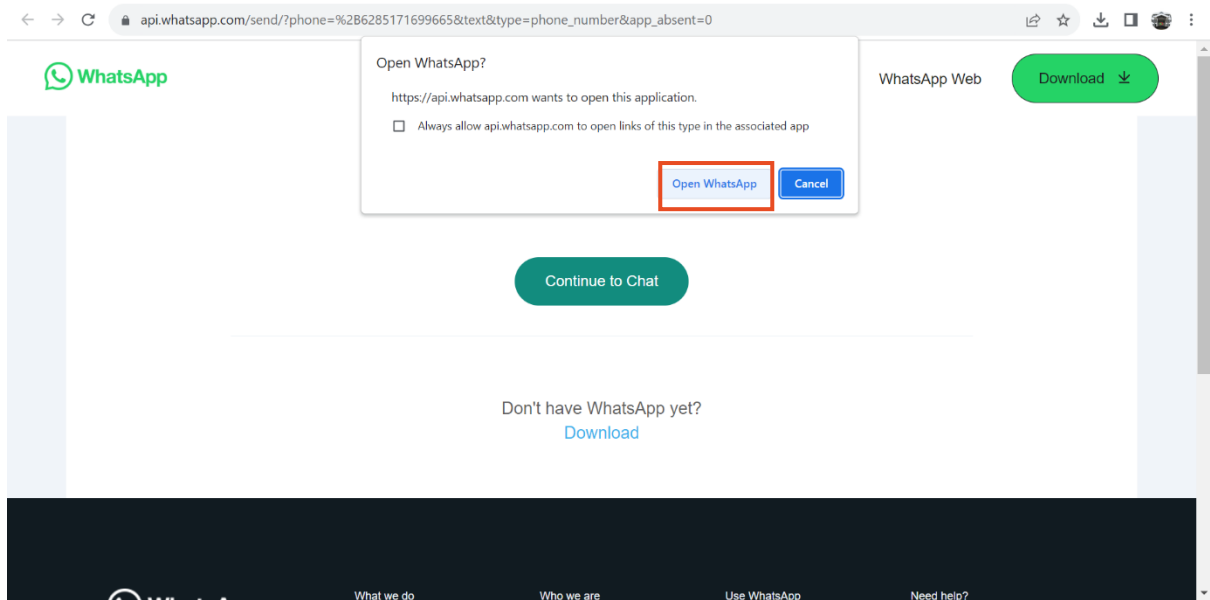 api.whatsapp.com/send/?phone=%2B6285171699665&text&type=phone_number&app_absent=0
WhatsApp
WhatsApp Web
Download
Open WhatsApp?
https://api.whatsapp.com wants to open this application.
Always allow api.whatsapp.com to open links of this type in the associated app
Open WhatsApp
Cancel
Continue to Chat
Don't have WhatsApp yet?
Download
WhatsApp
What we do
Who we are
Use WhatsApp
Need help?